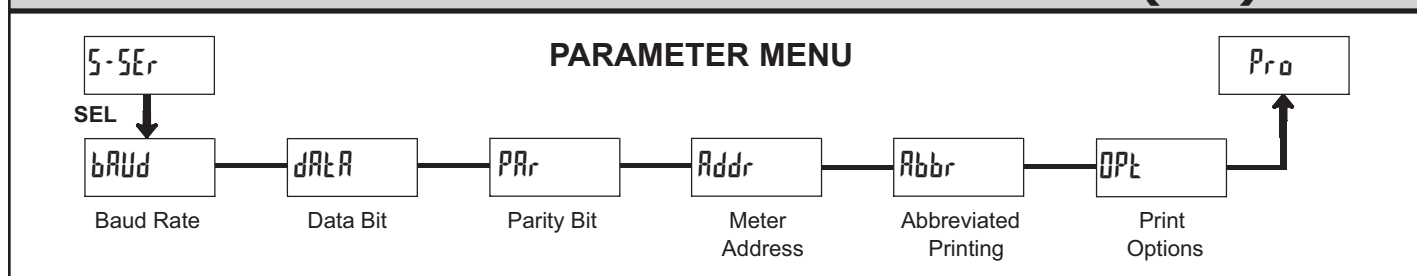 PARAMETER MENU
5-SEr
Pro
SEL
bAUd
dAtA
PAr
Addr
Abbr
OPt
Baud Rate
Data Bit
Parity Bit
Meter
Address
Abbreviated
Printing
Print
Options